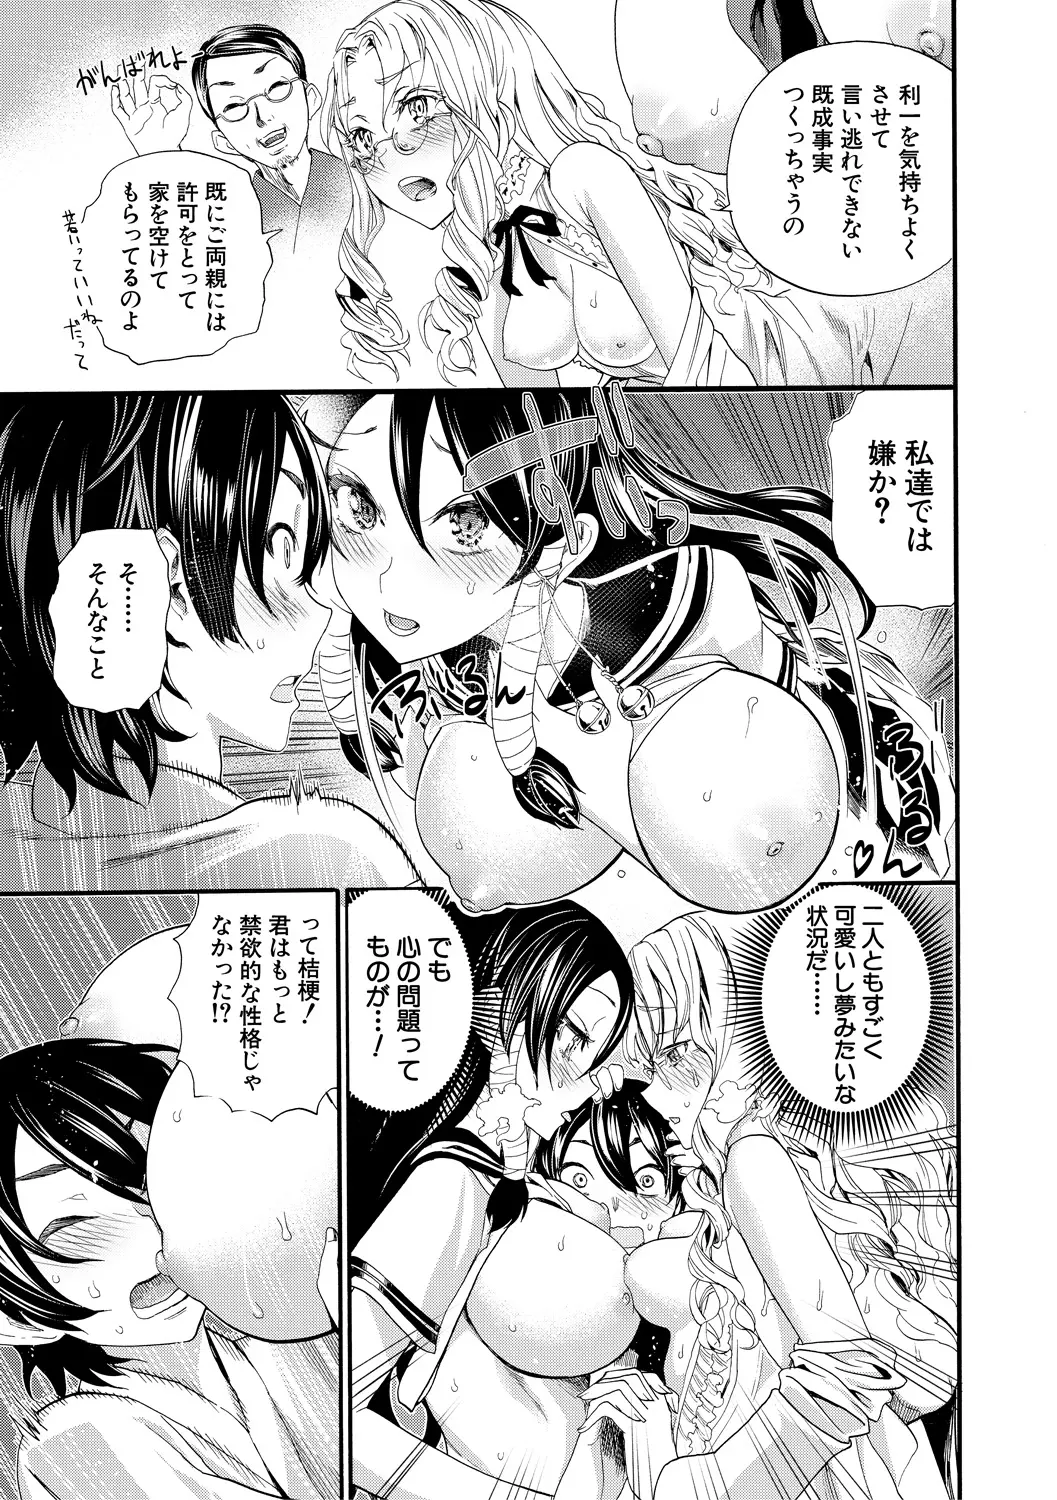 利一を気持ちよく
させて
言い逃れできない
既成事実
つくっちゃうの
がんばれよー
既にご両親には
許可をとって
家を空けて
もらってるのよ
若いっていいね
だって
私達では
嫌か?
そ……
そんなこと
ぶるんっ
ぶるるん♡
二人ともすごく
可愛いし夢みたいな
状況だ……
でも
心の問題って
ものが…!
って桔梗!
君はもっと
禁欲的な性格じゃ
なかった!?